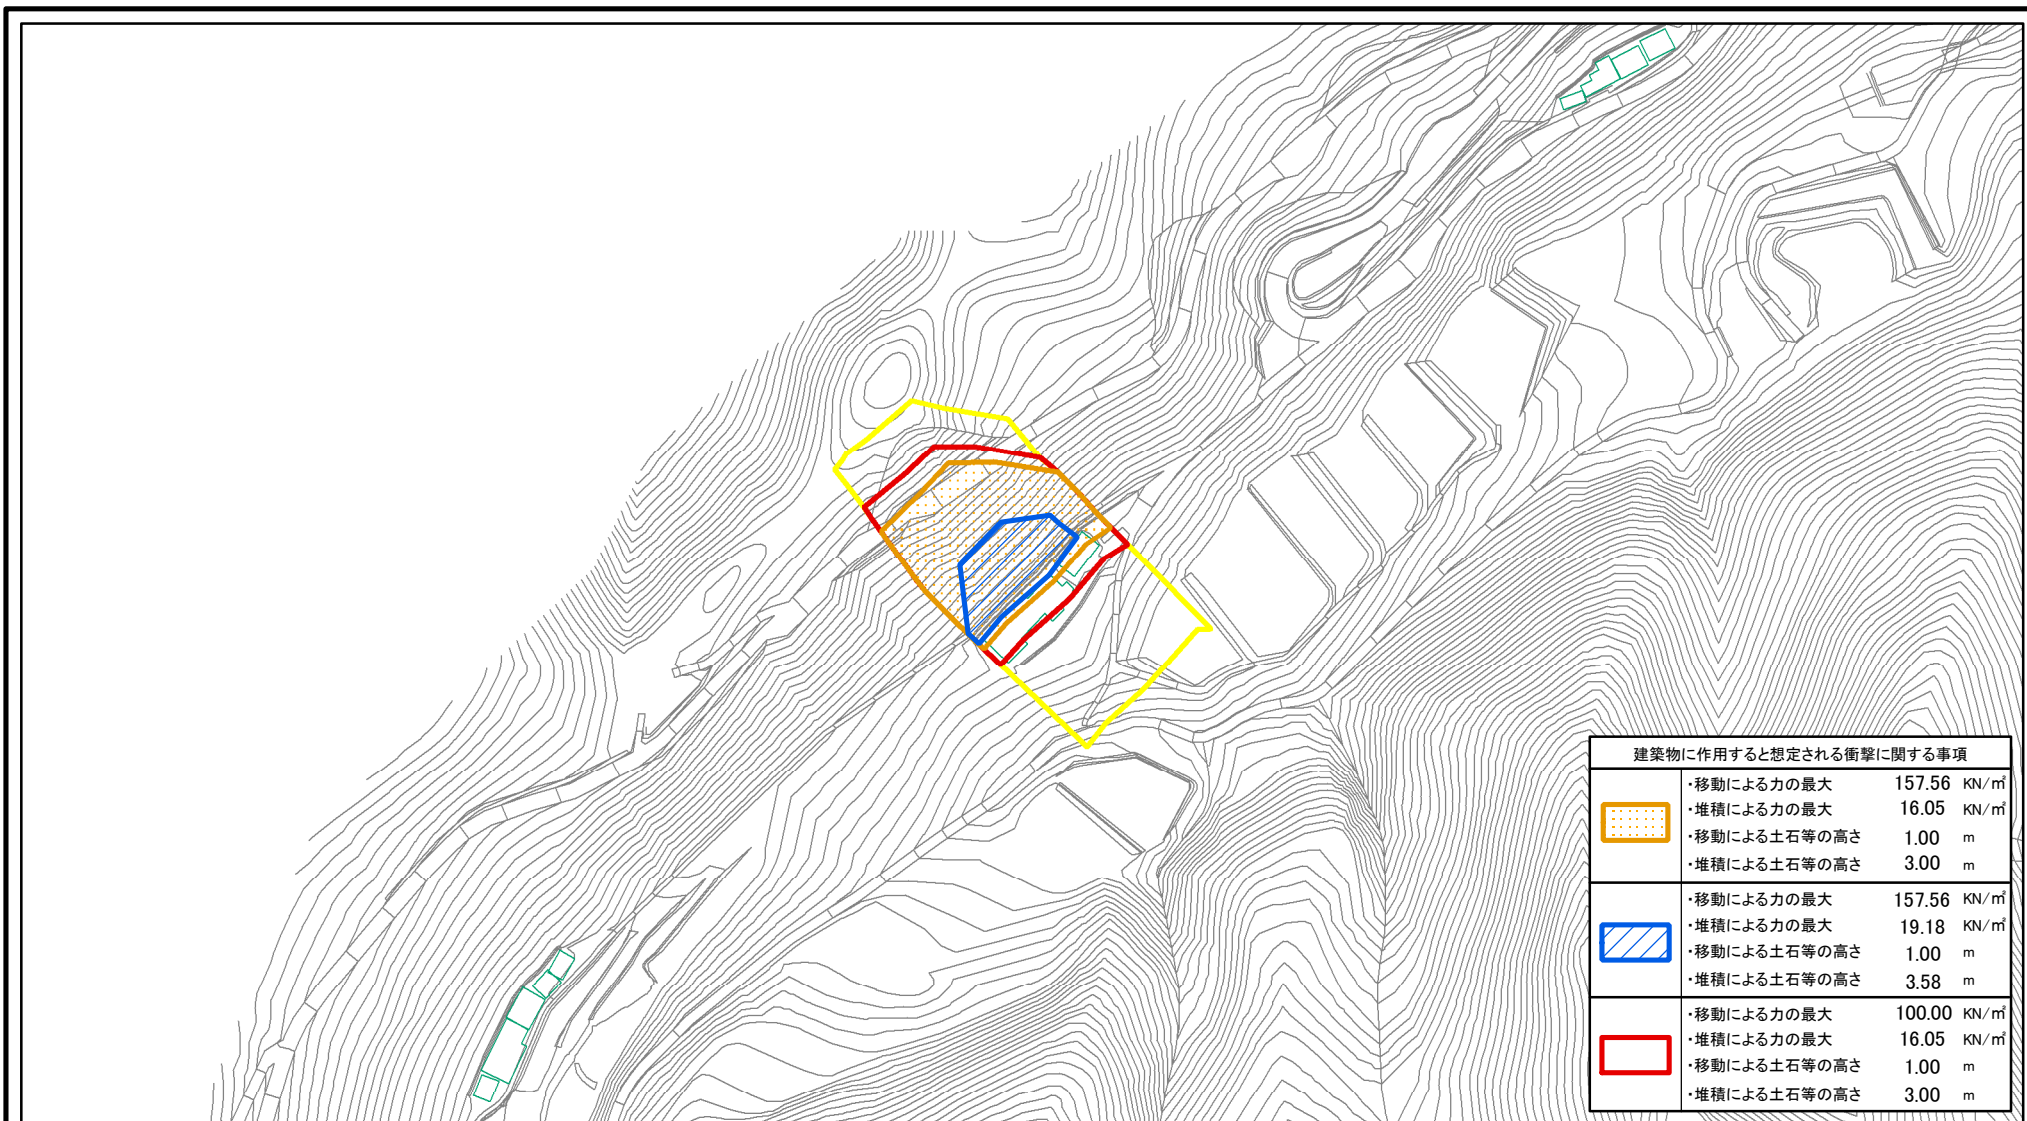 建築物に作用すると想定される衝撃に関する事項
・移動による力の最大 157.56 KN/㎡
・堆積による力の最大 16.05 KN/㎡
・移動による土石等の高さ 1.00 m
・堆積による土石等の高さ 3.00 m
・移動による力の最大 157.56 KN/㎡
・堆積による力の最大 19.18 KN/㎡
・移動による土石等の高さ 1.00 m
・堆積による土石等の高さ 3.58 m
・移動による力の最大 100.00 KN/㎡
・堆積による力の最大 16.05 KN/㎡
・移動による土石等の高さ 1.00 m
・堆積による土石等の高さ 3.00 m